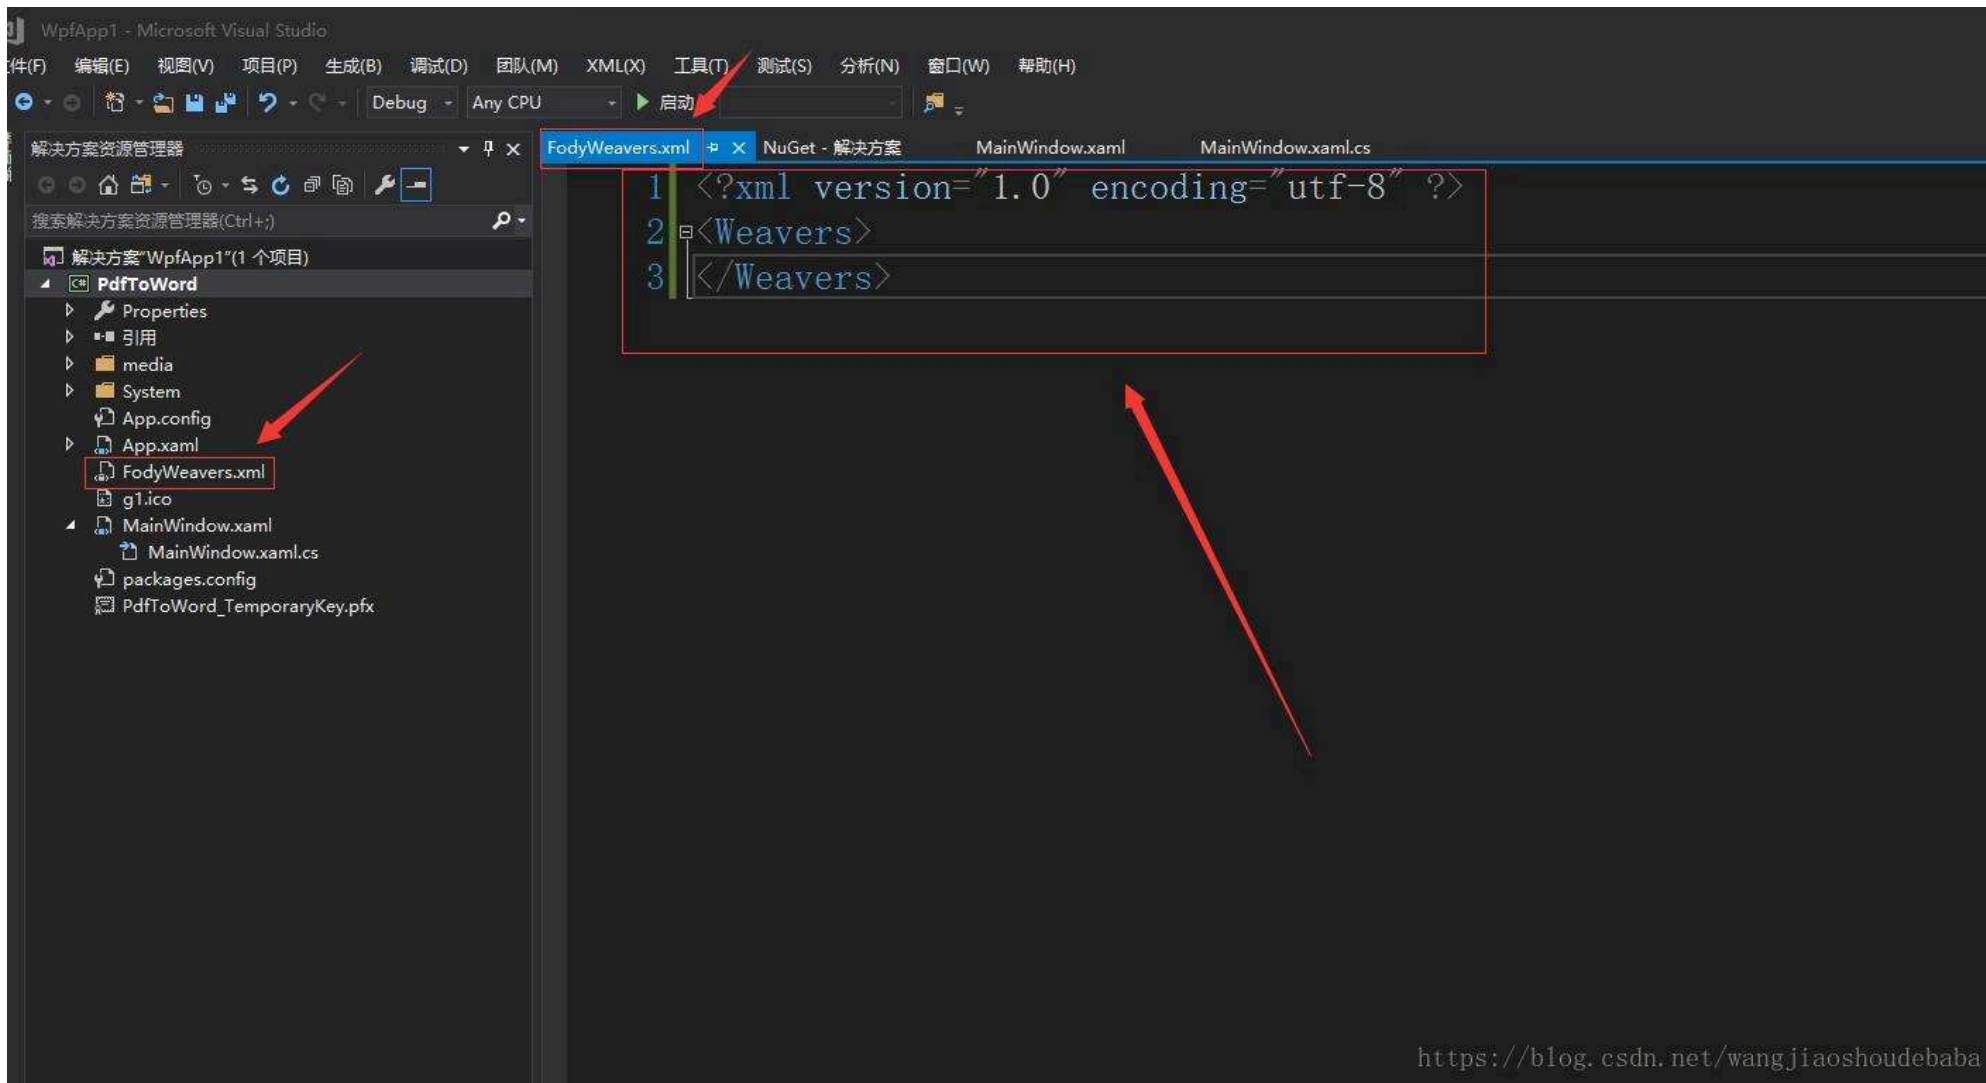 WpfApp1 - Microsoft Visual Studio
件(F) 编辑(E) 视图(V) 项目(P) 生成(B) 调试(D) 团队(M) XML(X) 工具(T) 测试(S) 分析(N) 窗口(W) 帮助(H)
Debug Any CPU 启动
解决方案资源管理器
搜索解决方案资源管理器(Ctrl+;)
解决方案"WpfApp1"(1 个项目)
PdfToWord
Properties
引用
media
System
App.config
App.xaml
FodyWeavers.xml
g1.ico
MainWindow.xaml
MainWindow.xaml.cs
packages.config
PdfToWord_TemporaryKey.pfx
FodyWeavers.xml NuGet - 解决方案 MainWindow.xaml MainWindow.xaml.cs
1 <?xml version="1.0" encoding="utf-8" ?>
2 <Weavers>
3 </Weavers>
https://blog.csdn.net/wangjiaoshoudebaba